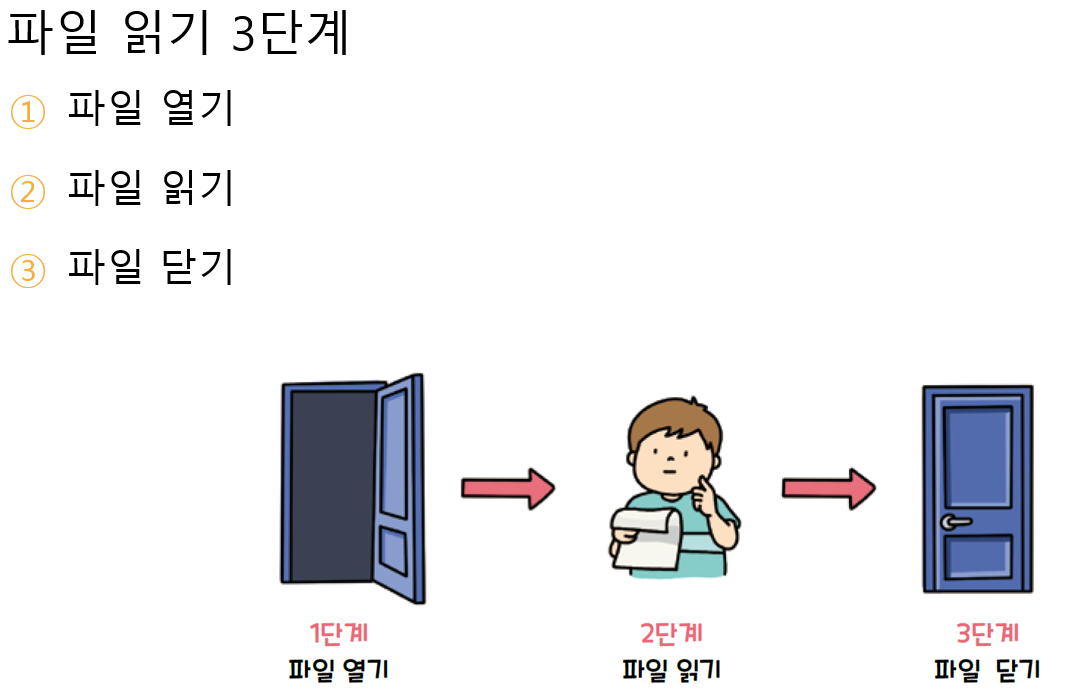 파일 읽기 3단계
① 파일 열기
② 파일 읽기
③ 파일 닫기
1단계
파일 열기
2단계
파일 읽기
3단계
파일 닫기